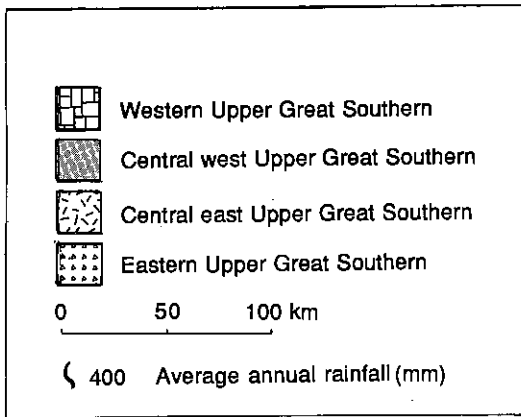 Western Upper Great Southern
Central west Upper Great Southern
Central east Upper Great Southern
Eastern Upper Great Southern
0 50 100 km
400 Average annual rainfall (mm)